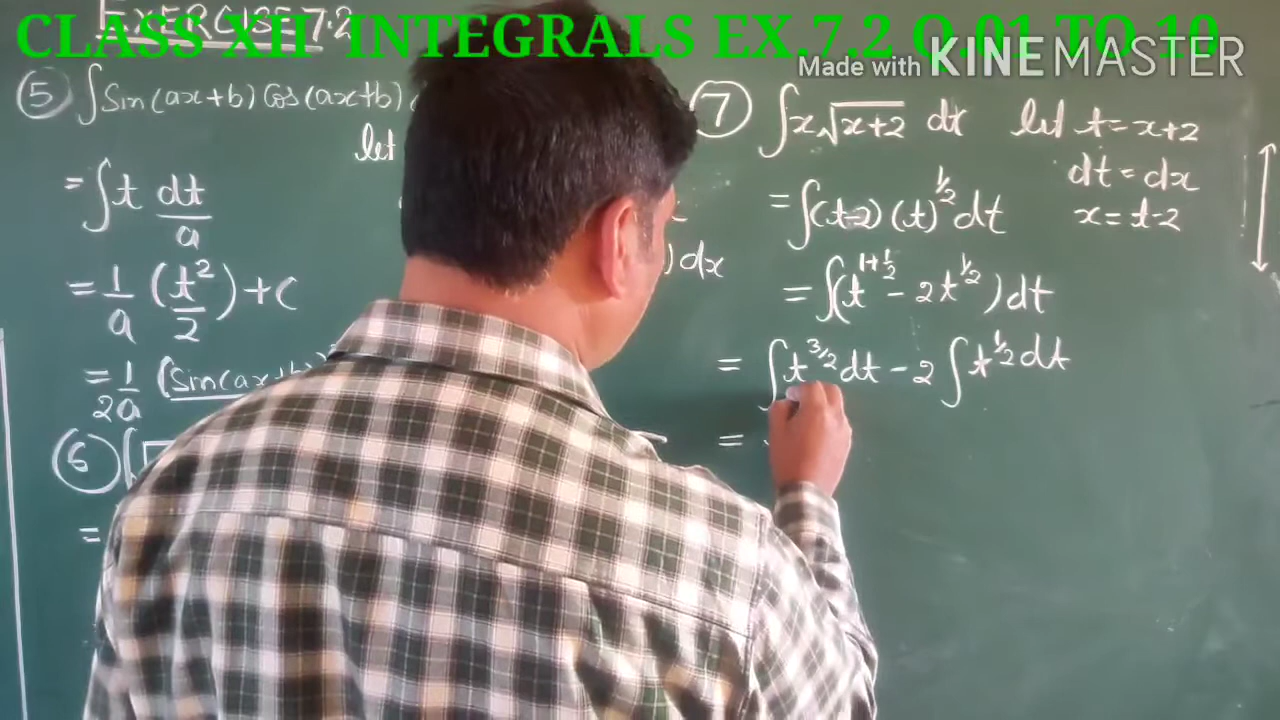 EXERCISE 7.2
CLASS XII INTEGRALS EX.7.2 Q.01 TO 10
Made with KINEMASTER
⑤ ∫ Sin(ax+b) Cos(ax+b)
let
= ∫ t dt/a
= 1/a (t²/2) + C
= 1/2a (Sin(ax+
) dx
⑥ ∫
=
⑦ ∫ x√(x+2) dx let t = x+2
dt = dx
= ∫ (t-2) (t)^1/2 dt x = t-2
= ∫ (t^1+1/2 - 2t^1/2) dt
= ∫ t^3/2 dt - 2 ∫ t^1/2 dt
=